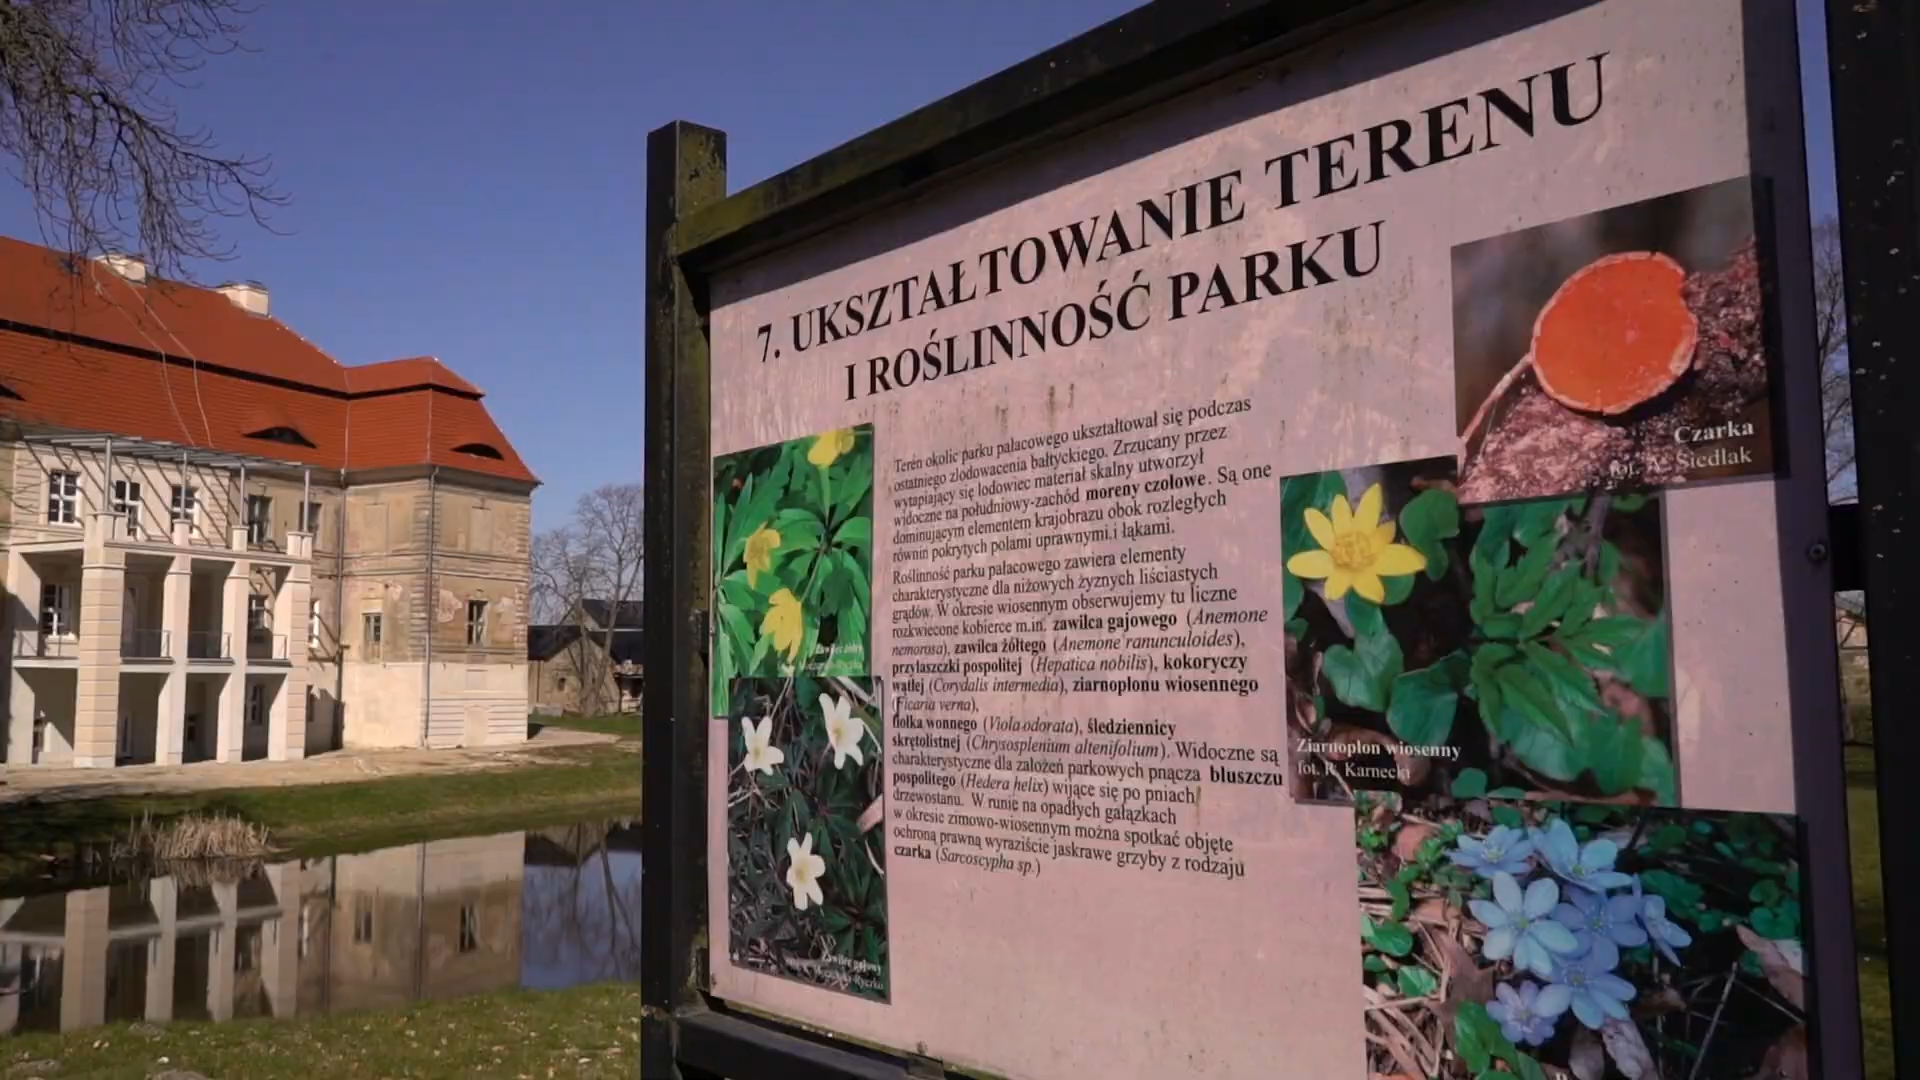 7. UKSZTAŁTOWANIE TERENU
I ROŚLINNOŚĆ PARKU
Teren okolic parku pałacowego ukształtował się podczas
ostatniego zlodowacenia bałtyckiego. Zrzucany przez
wytapiający się lodowiec materiał skalny utworzył
widoczne na południowy-zachód moreny czołowe. Są one
dominującym elementem krajobrazu obok rozległych
równin pokrytych polami uprawnymi i łąkami.
Roślinność parku pałacowego zawiera elementy
charakterystyczne dla niżowych żyznych liściastych
grądów. W okresie wiosennym obserwujemy tu liczne
rozkwiecone kobierce m.in. zawilca gajowego (Anemone
nemorosa), zawilca żółtego (Anemone ranunculoides),
przylaszczki pospolitej (Hepatica nobilis), kokoryczy
wątłej (Corydalis intermedia), ziarnopłonu wiosennego
(Ficaria verna),
fiołka wonnego (Viola odorata), śledziennicy
skrętolistnej (Chrysosplenium altenifolium). Widoczne są
charakterystyczne dla założeń parkowych pnącza bluszczu
pospolitego (Hedera helix) wijące się po pniach
drzewostanu. W runie na opadłych gałązkach
w okresie zimowo-wiosennym można spotkać objęte
ochroną prawną wyraziście jaskrawe grzyby z rodzaju
czarka (Sarcoscypha sp.)
Czarka
fot. A. Siedlak
Ziarnopłon wiosenny
fot. R. Karnecki
Zawilec żółty
Zawilec gajowy